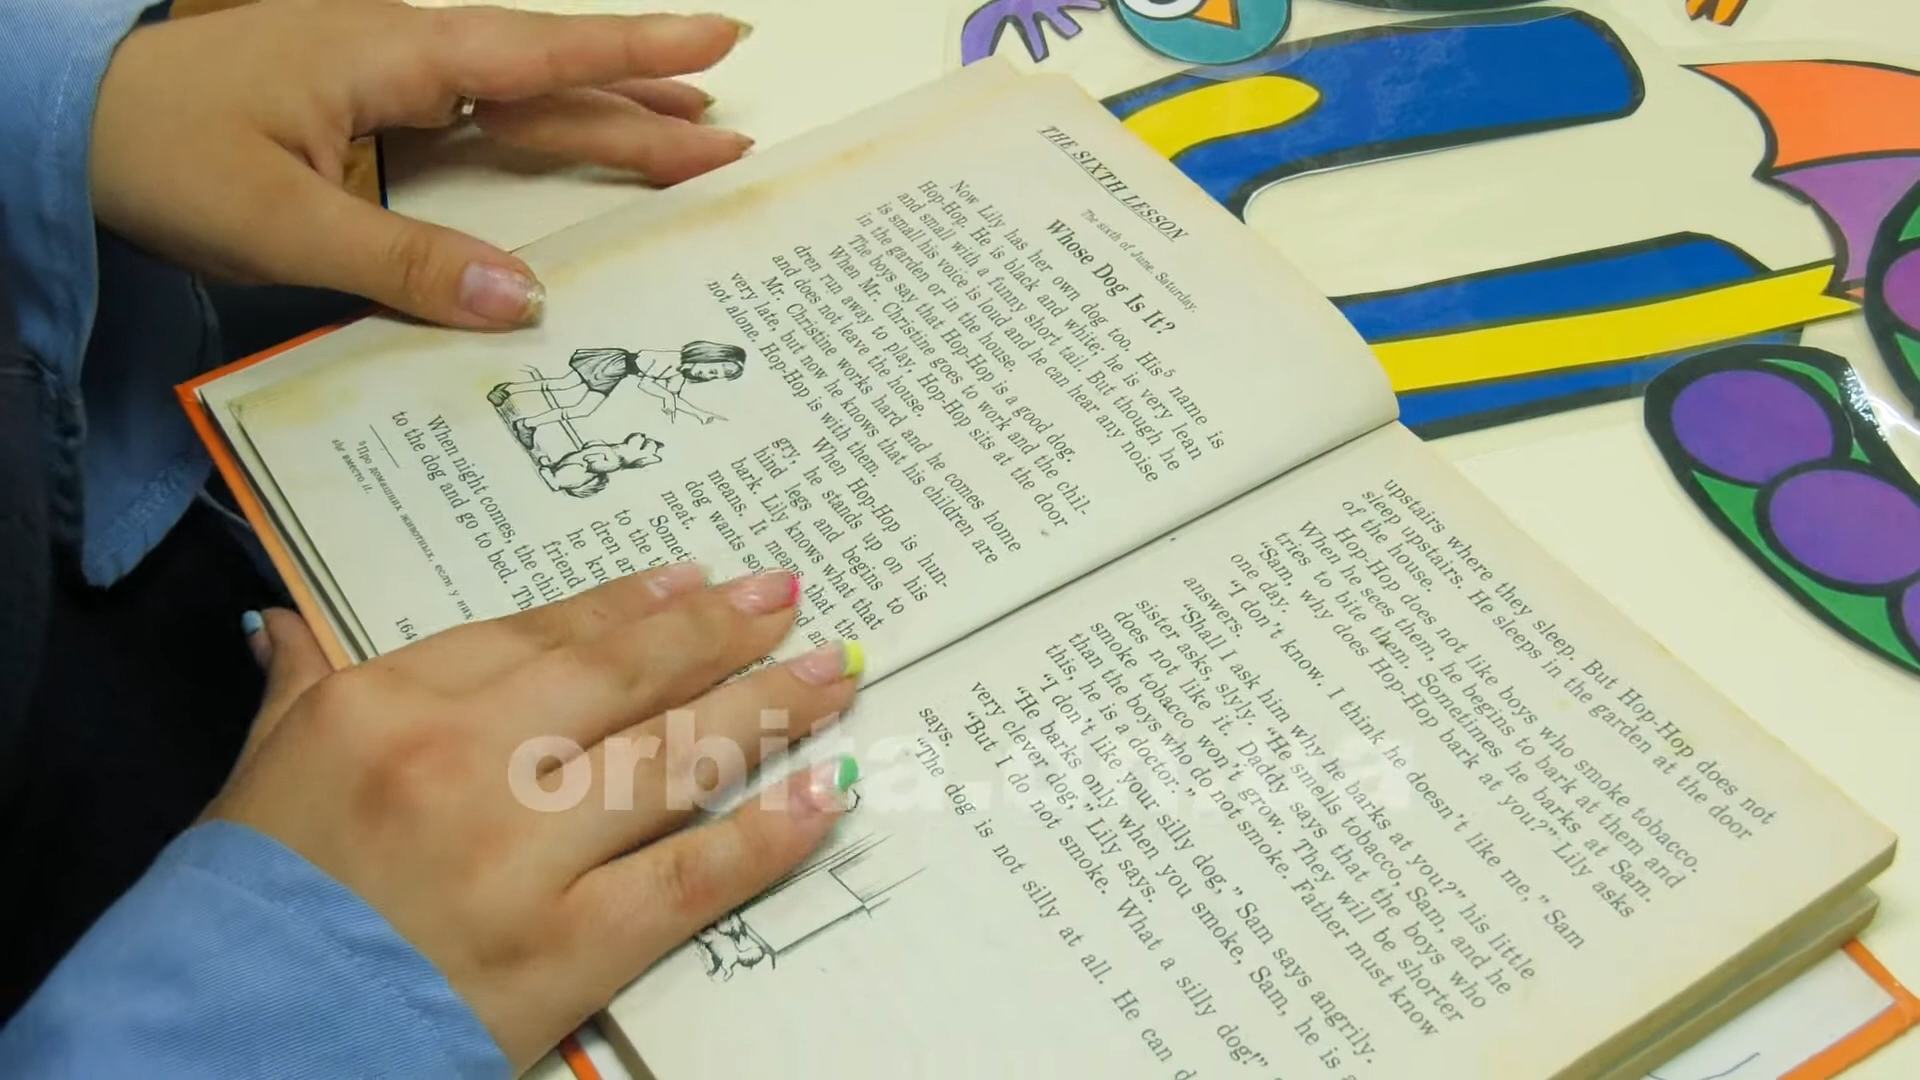 THE SIXTH LESSON
The sixth of June. Saturday.
Whose Dog Is It?
Now Lily has her own dog too. His⁵ name is
Hop-Hop. He is black and white; he is very lean
and small with a funny short tail. But though he
is small his voice is loud and he can hear any noise
in the garden or in the house.
The boys say that Hop-Hop is a good dog.
When Mr. Christine goes to work and the chil-
dren run away to play, Hop-Hop sits at the door
and does not leave the house.
Mr. Christine works hard and he comes home
very late, but now he knows that his children are
not alone. Hop-Hop is with them.
When Hop-Hop is hun-
gry, he stands up on his
hind legs and begins to
bark. Lily knows what that
means. It means that the
dog wants
meat.
to the
dren
he
friend
When night comes, the
to the dog and go to bed.
⁵Про домашних животных, если у них
she вместо it.
164
upstairs where they sleep. But Hop-Hop does not
sleep upstairs. He sleeps in the garden at the door
of the house.
Hop-Hop does not like boys who smoke tobacco.
When he sees them, he begins to bark at them and
tries to bite them. Sometimes he barks at Sam.
“Sam, why does Hop-Hop bark at you?” Lily asks
one day.
“I don't know. I think he doesn't like me,” Sam
answers.
“Shall I ask him why he barks at you?” his little
sister asks, slyly. “He smells tobacco, Sam, and he
does not like it. Daddy says that the boys who
smoke tobacco won't grow. They will be shorter
than the boys who do not smoke. Father must know
this, he is a doctor.”
“I don't like your silly dog,” Sam says angrily.
“He barks only when you smoke, Sam, he is a
very clever dog,” Lily says.
“But I do not smoke. What a silly dog!”
says.
“The dog is not silly at all. He can
orbita.dn.ua